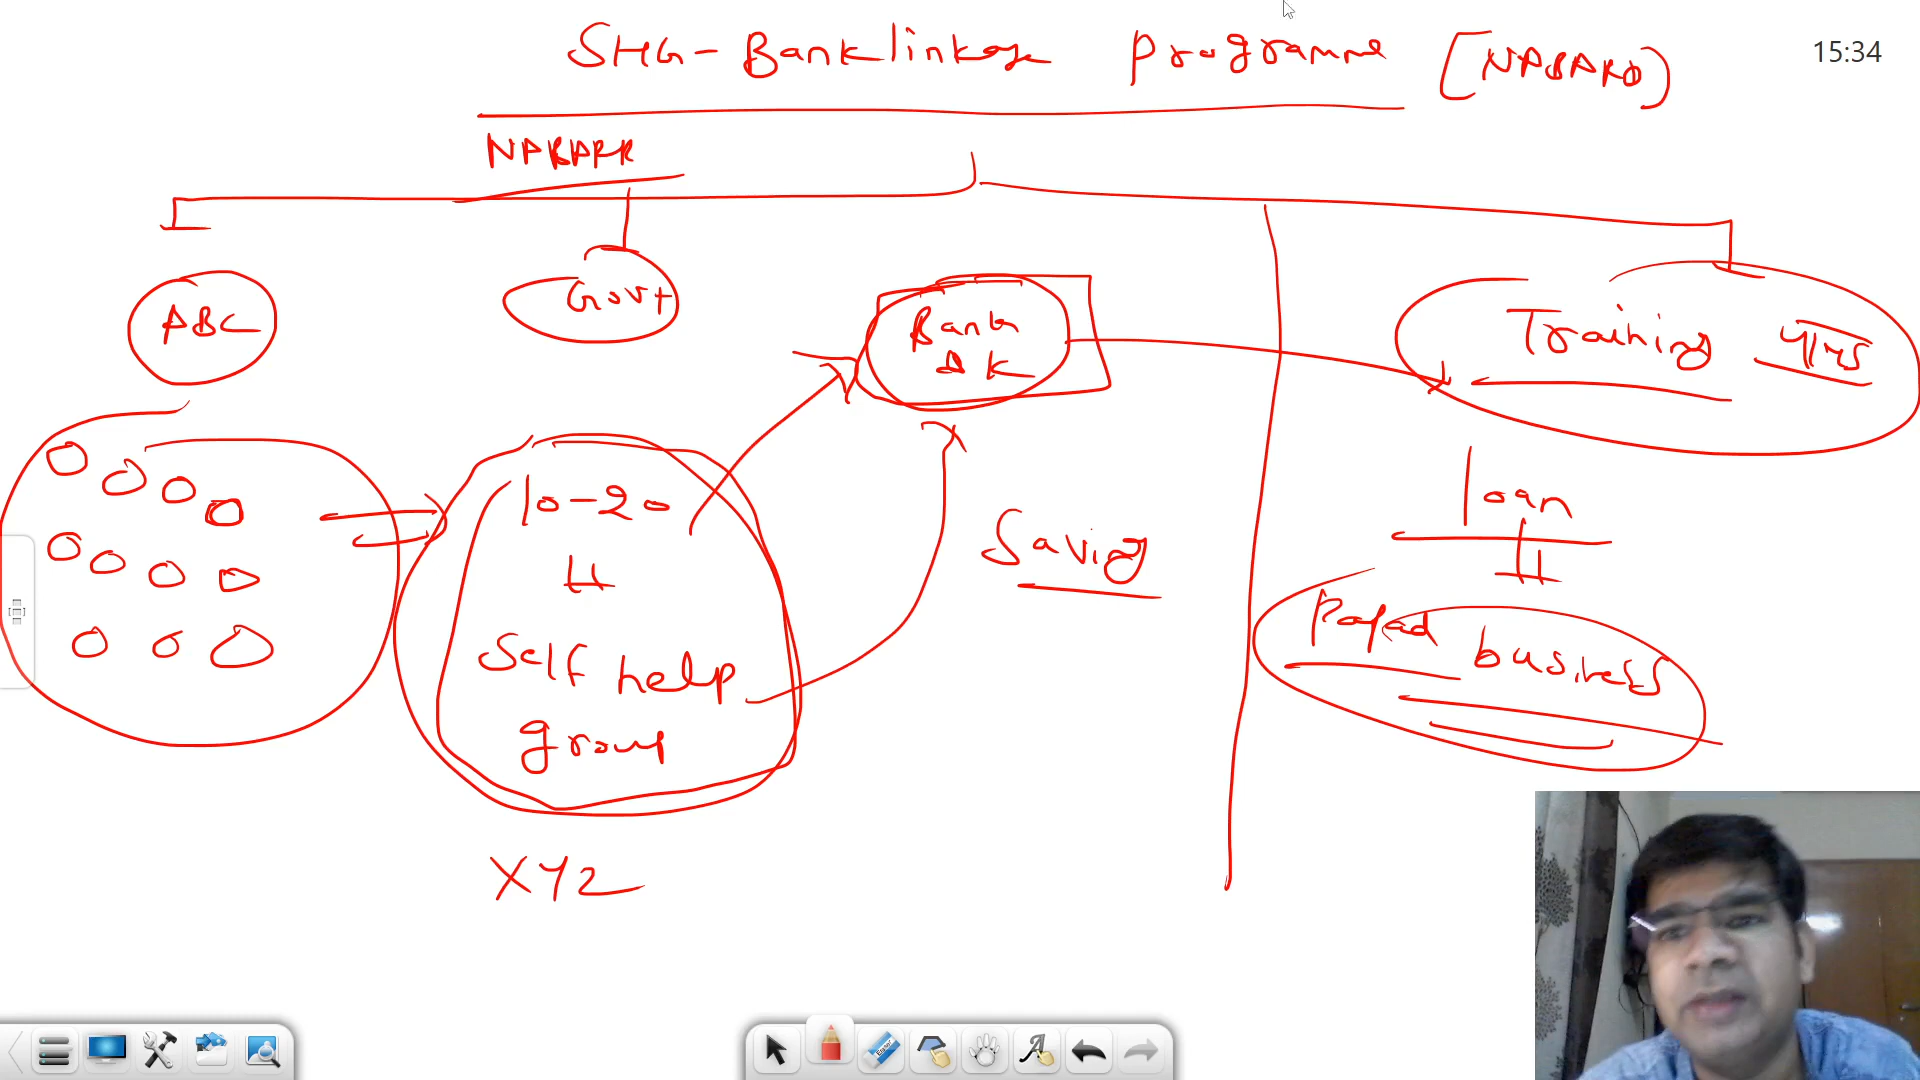 SHG-Bank linkage Programme [NABARD)
15:34
NABARD
ABC
Govt
Bank
Training
10-20
loan
Saving
Self help
group
business
XYZ